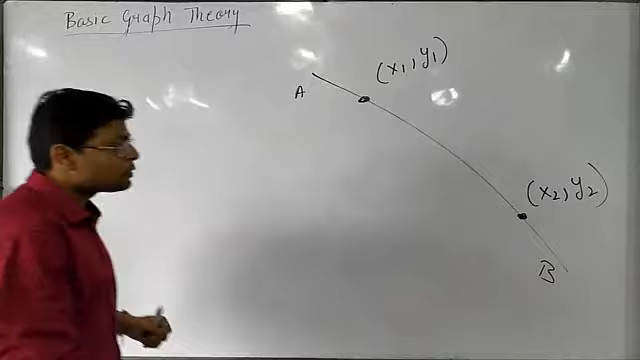 Basic Graph Theory
(x1, y1)
A
(x2, y2)
B